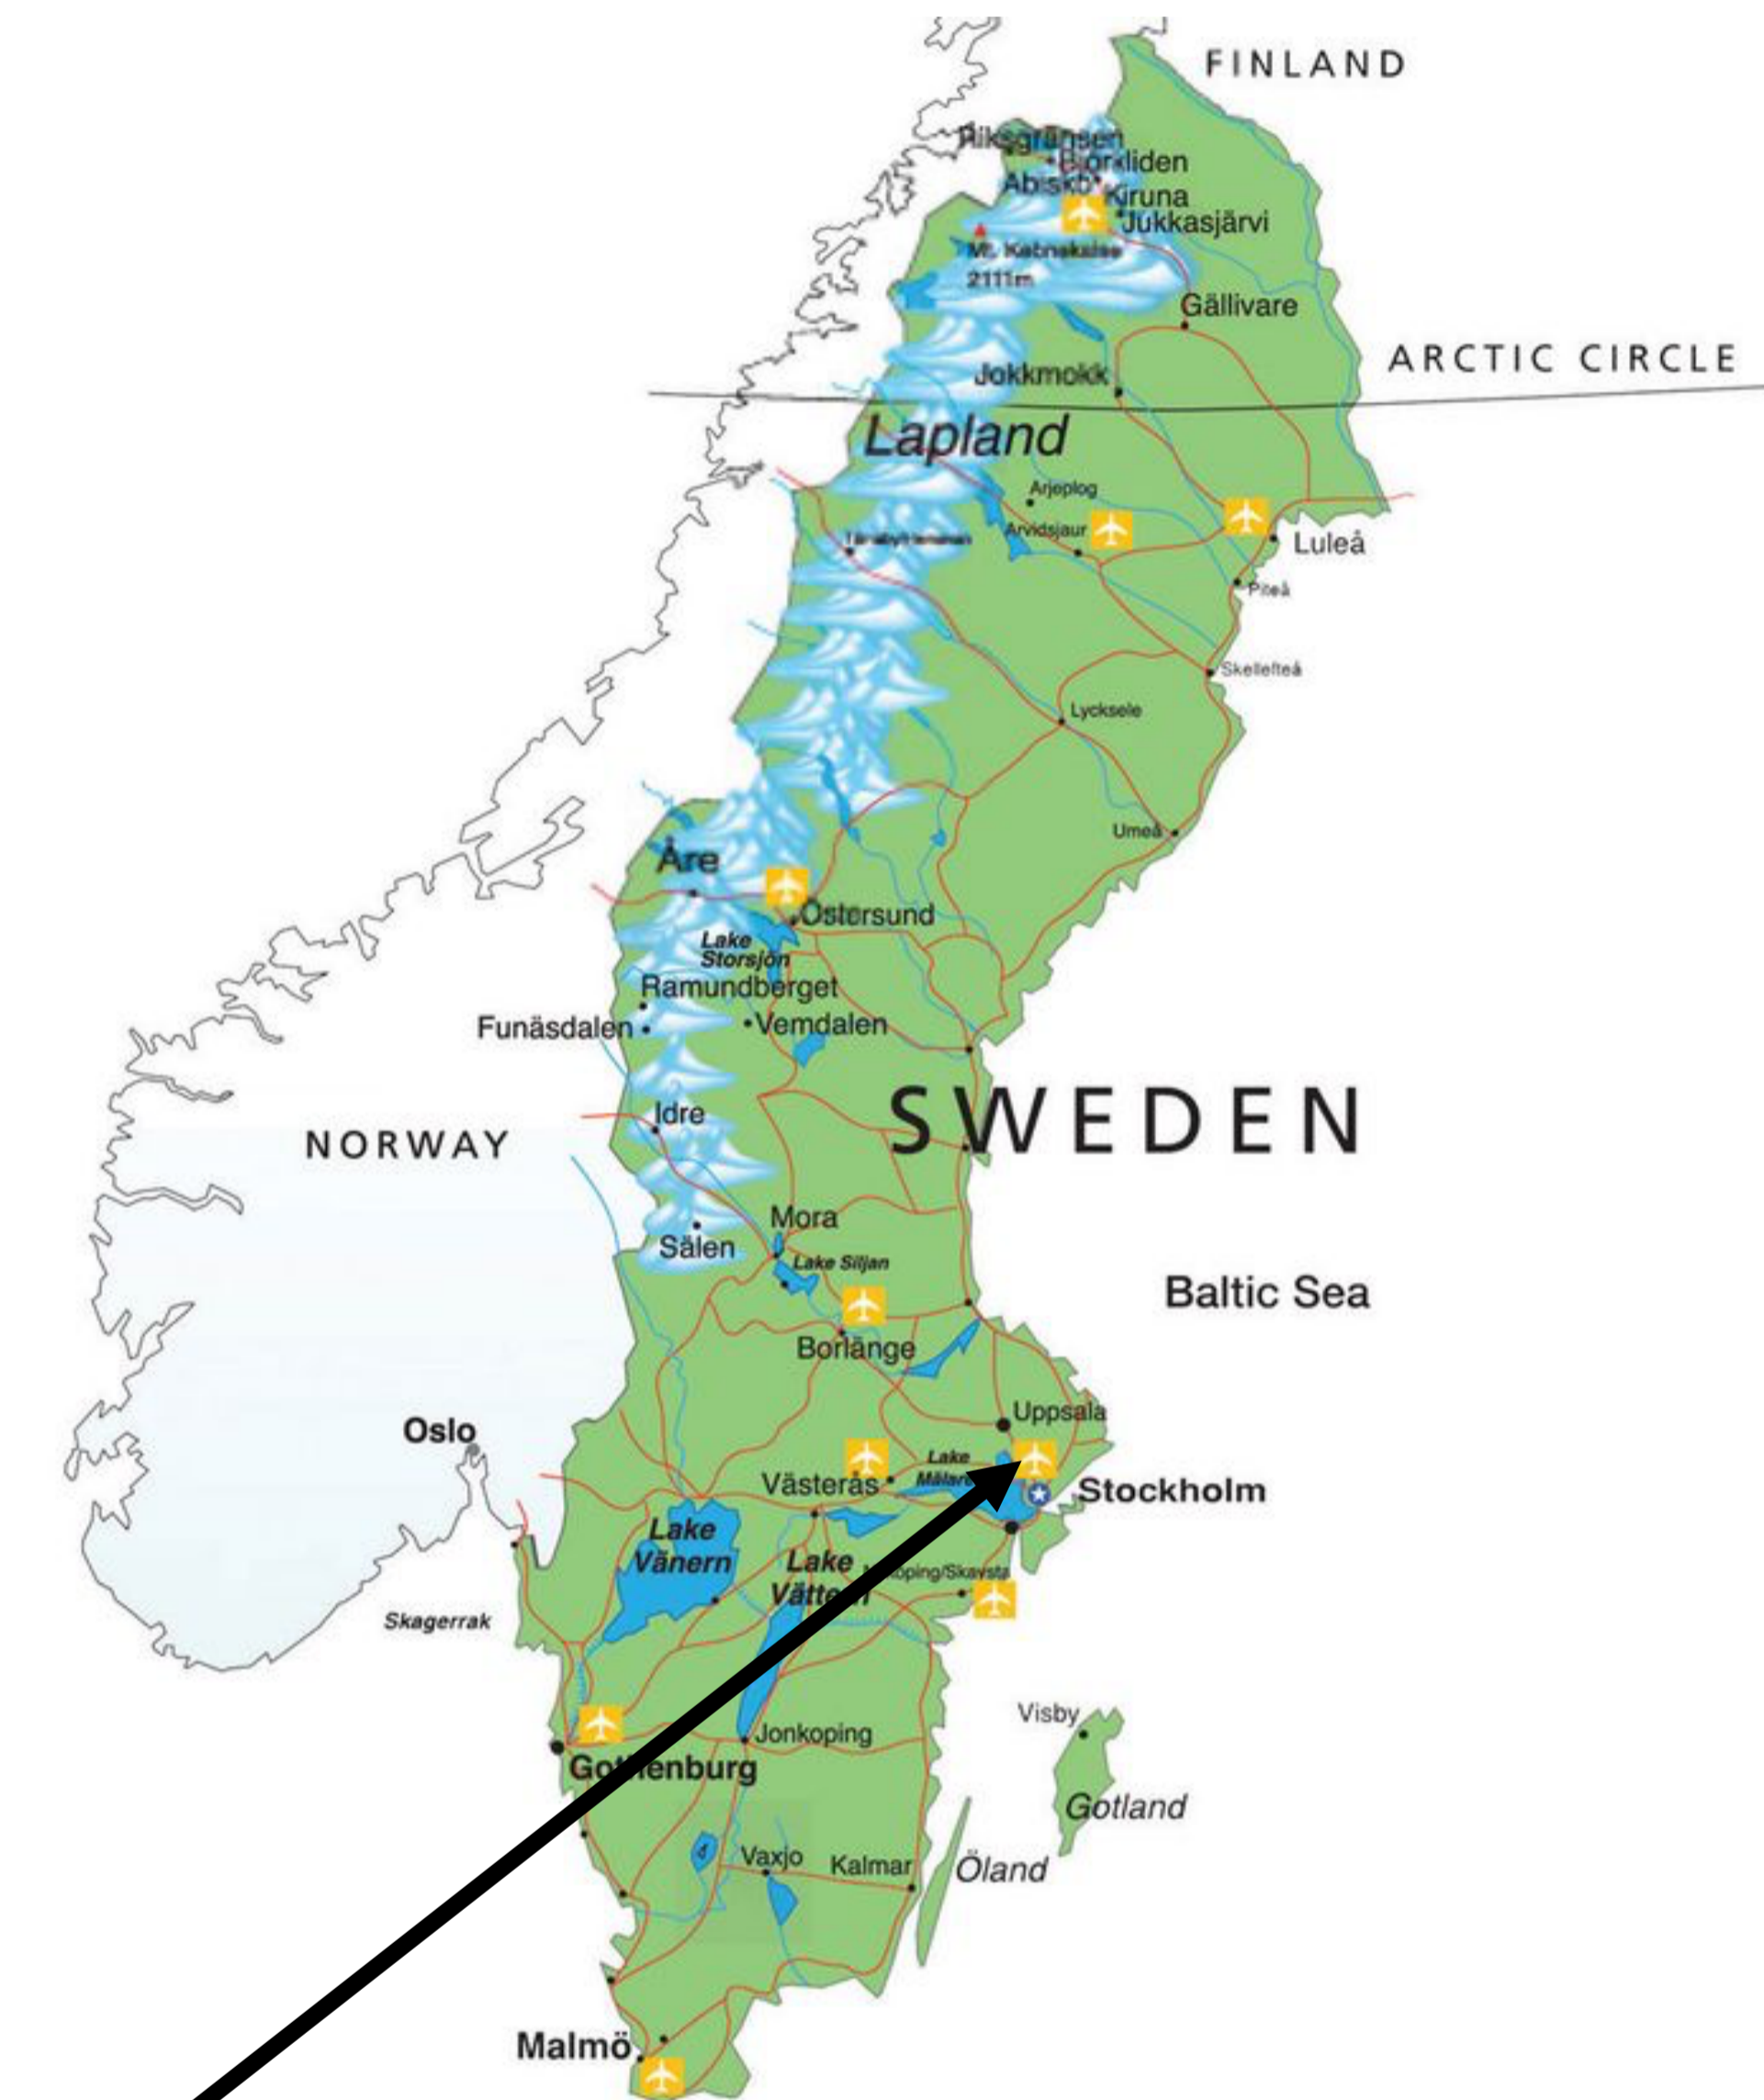 FINLAND
Riksgränsen
Björkliden
Abisko
Kiruna
Jukkasjärvi
Mt. Kebnekaise
2111m
Gällivare
ARCTIC CIRCLE
Jokkmokk
Lapland
Arjeplog
Arvidsjaur
Luleå
Piteå
Skellefteå
Lycksele
Umeå
Åre
Östersund
Lake
Storsjön
Ramundberget
Funäsdalen
Vemdalen
SWEDEN
Idre
NORWAY
Mora
Sälen
Lake Siljan
Baltic Sea
Borlänge
Uppsala
Oslo
Lake
Västerås
Stockholm
Lake
Vänern
Lake
Vättern
Skagerrak
Visby
Jonkoping
Gothenburg
Gotland
4
Vaxjo
Kalmar
Öland
Malmö